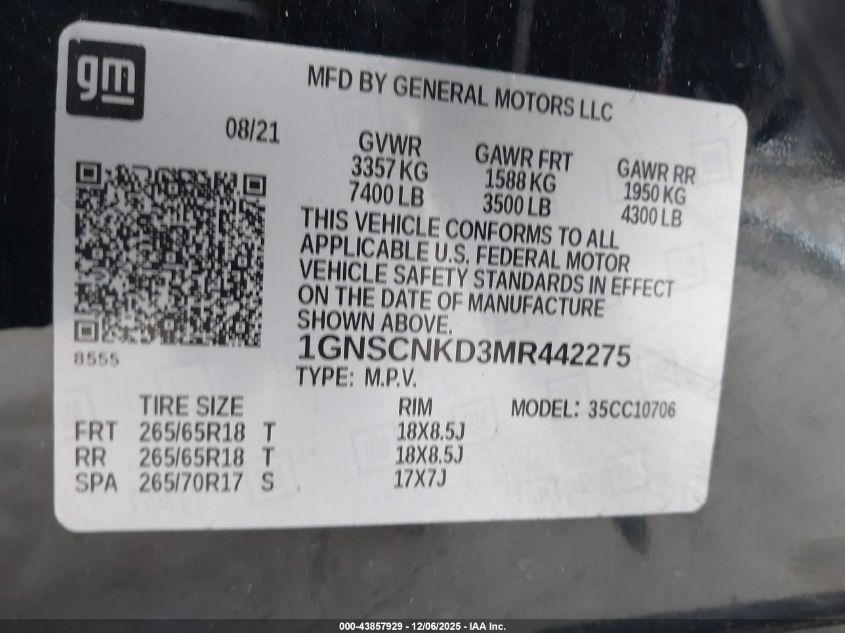 gm
MFD BY GENERAL MOTORS LLC
08/21
GVWR
3357 KG
7400 LB
GAWR FRT
1588 KG
3500 LB
GAWR RR
1950 KG
4300 LB
THIS VEHICLE CONFORMS TO ALL
APPLICABLE U.S. FEDERAL MOTOR
VEHICLE SAFETY STANDARDS IN EFFECT
ON THE DATE OF MANUFACTURE
SHOWN ABOVE.
8555
1GNSCNKD3MR442275
TYPE: M.P.V.
TIRE SIZE RIM MODEL: 35CC10706
FRT 265/65R18 T 18X8.5J
RR 265/65R18 T 18X8.5J
SPA 265/70R17 S 17X7J
000-43857929 - 12/06/2025 - IAA Inc.